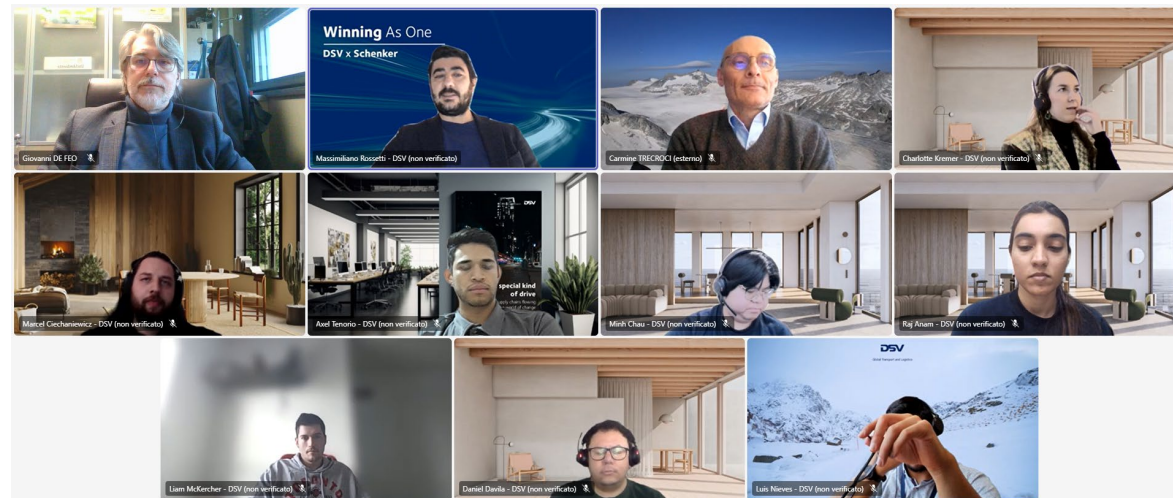 Winning As One
DSV x Schenker
Giovanni DE FEO
Massimiliano Rossetti - DSV (non verificato)
Carmine TRECROCI (esterno)
Charlotte Kremer - DSV (non verificato)
DSV
special kind
of drive
Marcel Ciechaniewicz - DSV (non verificato)
Axel Tenorio - DSV (non verificato)
Minh Chau - DSV (non verificato)
Raj Anam - DSV (non verificato)
DSV
Global Transport and Logistics
Liam McKercher - DSV (non verificato)
Daniel Davila - DSV (non verificato)
Luis Nieves - DSV (non verificato)